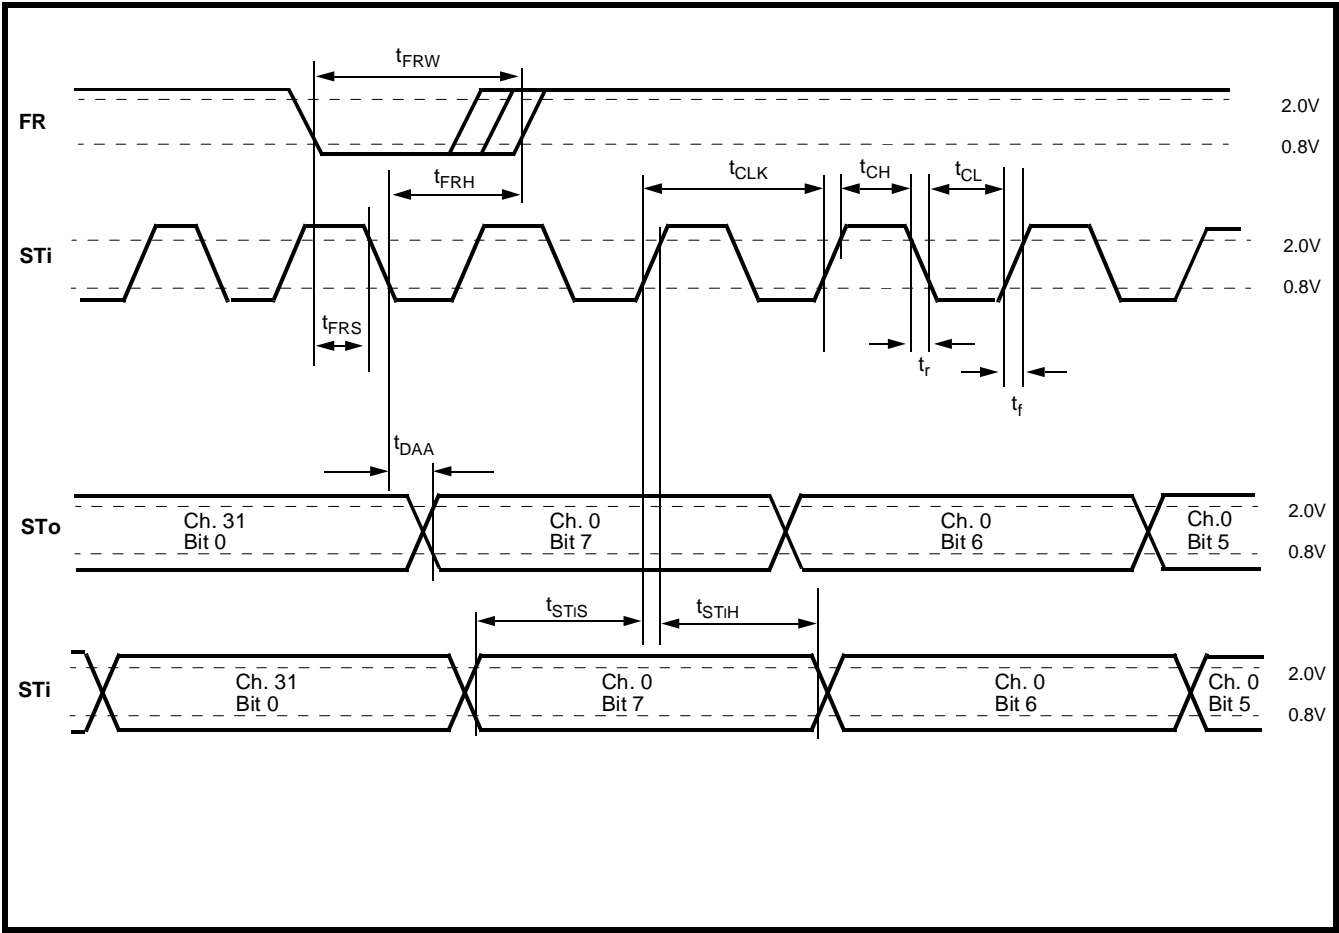 tFRW
FR
2.0V
0.8V
tFRH
tCLK
tCH
tCL
STi
2.0V
0.8V
tFRS
tr
tf
tDAA
STo
Ch. 31
Bit 0
Ch. 0
Bit 7
Ch. 0
Bit 6
Ch.0
Bit 5
2.0V
0.8V
tSTiS
tSTiH
STi
Ch. 31
Bit 0
Ch. 0
Bit 7
Ch. 0
Bit 6
Ch. 0
Bit 5
2.0V
0.8V